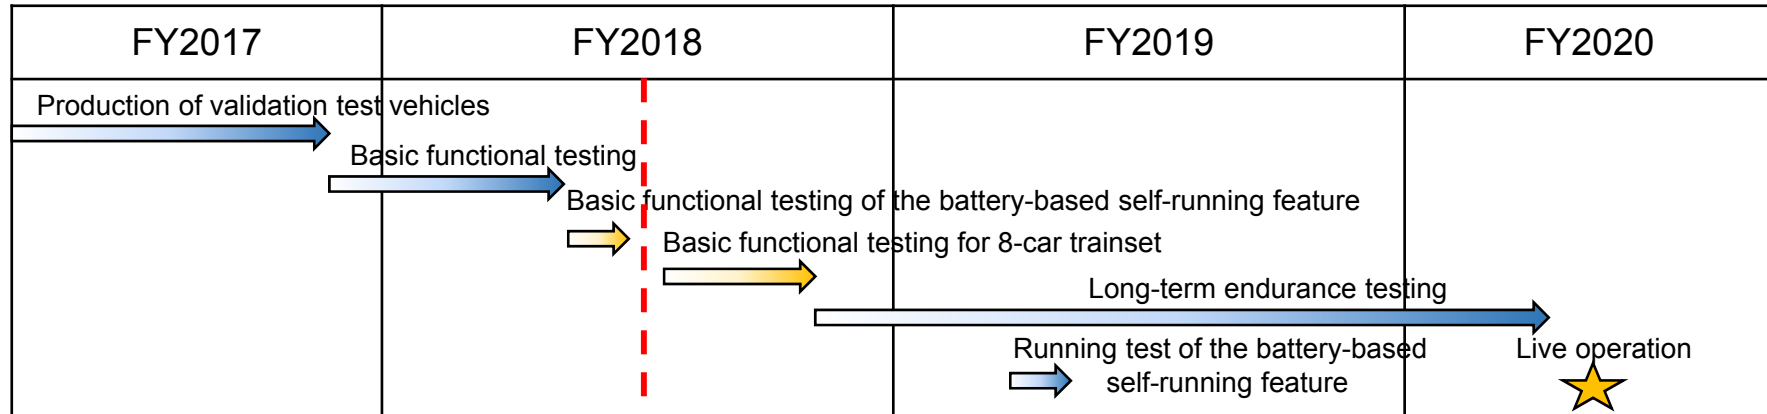 FY2017
FY2018
FY2019
FY2020
Production of validation test vehicles
Basic functional testing
Basic functional testing of the battery-based self-running feature
Basic functional testing for 8-car trainset
Long-term endurance testing
Running test of the battery-based
self-running feature
Live operation